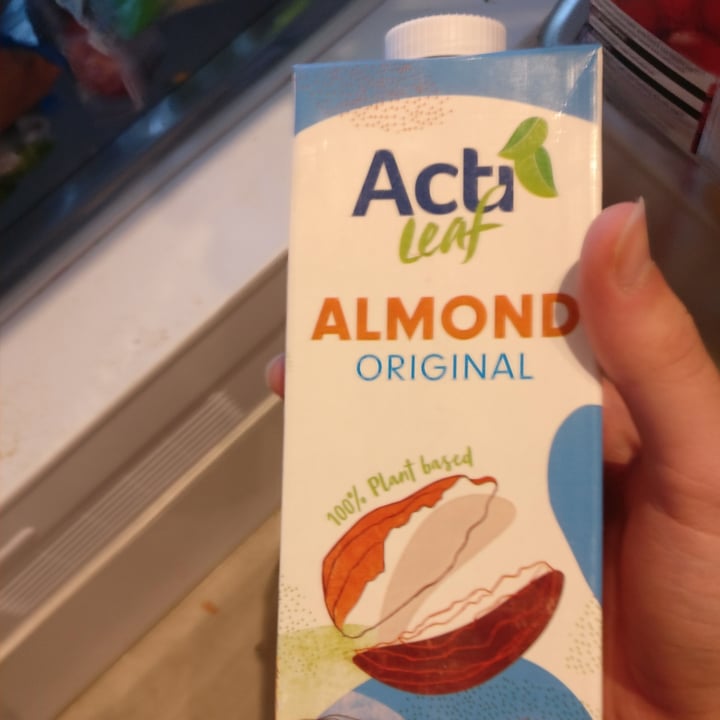 Acti
Leaf
ALMOND
ORIGINAL
100% Plant based